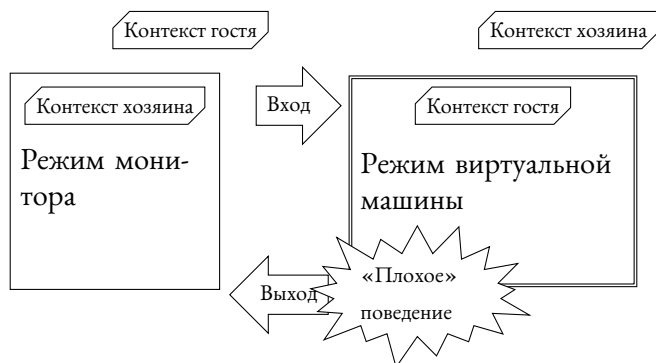 Контекст гостя
Контекст хозяина
Контекст хозяина
Вход
Контекст гостя
Режим мони-
тора
Режим виртуальной
машины
«Плохое»
Выход
поведение